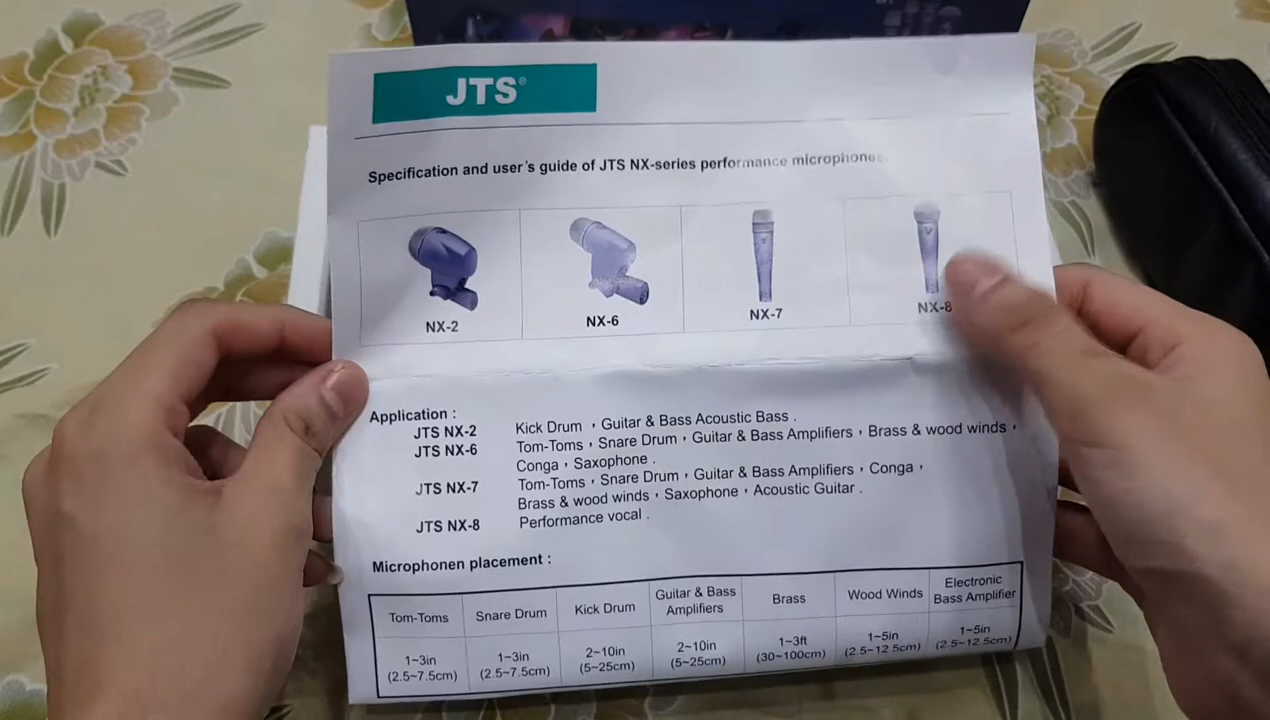 JTS®
Specification and user's guide of JTS NX-series performance microphones.
NX-2
NX-6
NX-7
NX-8
Application :
JTS NX-2 Kick Drum , Guitar & Bass Acoustic Bass .
JTS NX-6 Tom-Toms , Snare Drum , Guitar & Bass Amplifiers , Brass & wood winds ,
Conga , Saxophone .
JTS NX-7 Tom-Toms , Snare Drum , Guitar & Bass Amplifiers , Conga ,
Brass & wood winds , Saxophone , Acoustic Guitar .
JTS NX-8 Performance vocal .
Microphonen placement :
Tom-Toms
1~3in
(2.5~7.5cm)
Snare Drum
1~3in
(2.5~7.5cm)
Kick Drum
2~10in
(5~25cm)
Guitar & Bass
Amplifiers
2~10in
(5~25cm)
Brass
1~3ft
(30~100cm)
Wood Winds
1~5in
(2.5~12.5cm)
Electronic
Bass Amplifier
1~5in
(2.5~12.5cm)